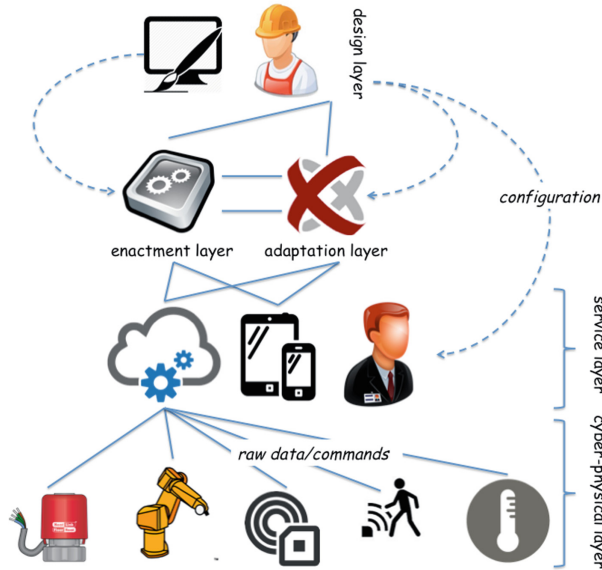 design layer
configuration
enactment layer
adaptation layer
service layer
raw data/commands
cyber-physical layer